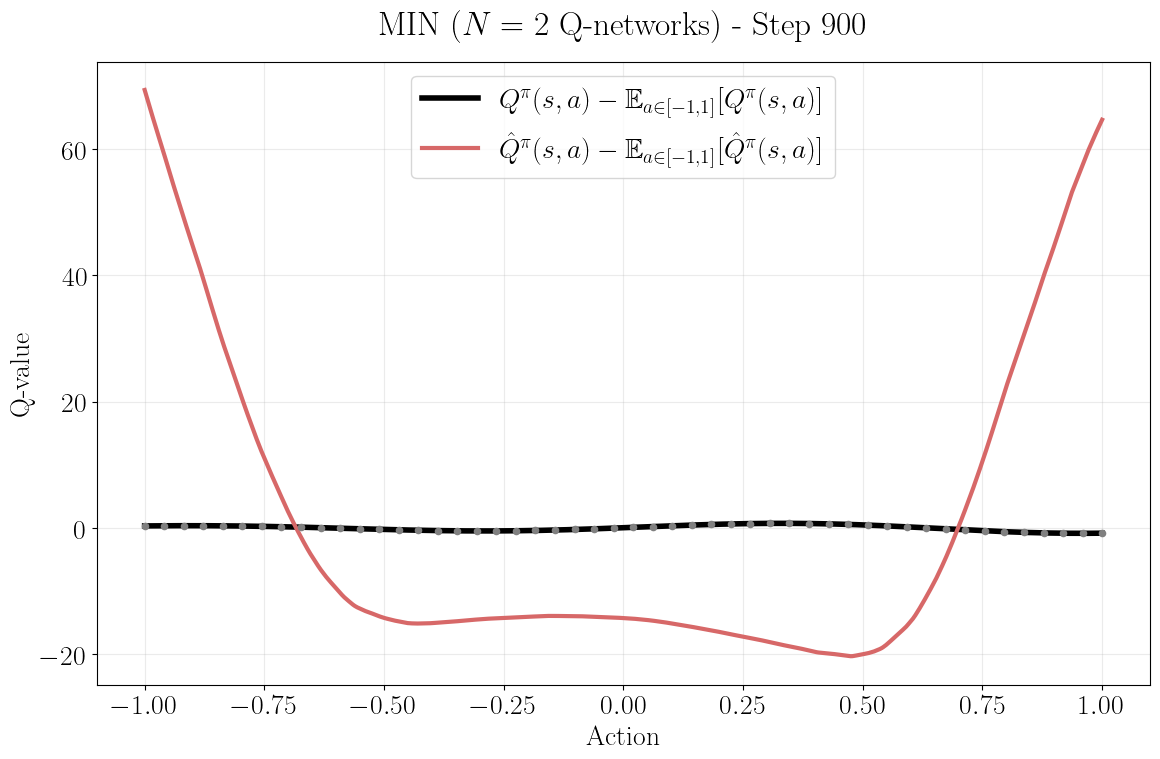 MIN (N = 2 Q-networks) - Step 900
Q^π(s, a) − 𝔼_{a∈[−1,1]}[Q^π(s, a)]
Q̂^π(s, a) − 𝔼_{a∈[−1,1]}[Q̂^π(s, a)]
Q-value
60
40
20
0
−20
−1.00 −0.75 −0.50 −0.25 0.00 0.25 0.50 0.75 1.00
Action